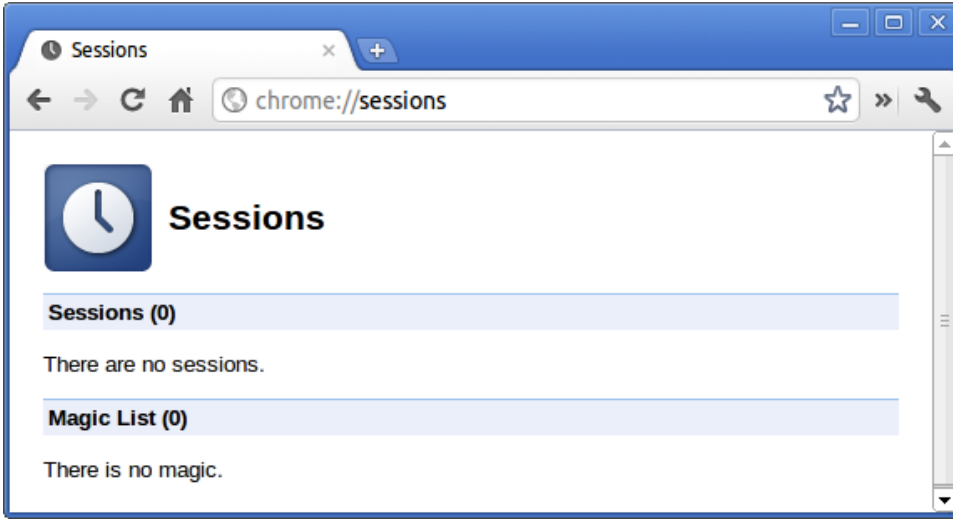 Sessions
chrome://sessions
Sessions
Sessions (0)
There are no sessions.
Magic List (0)
There is no magic.